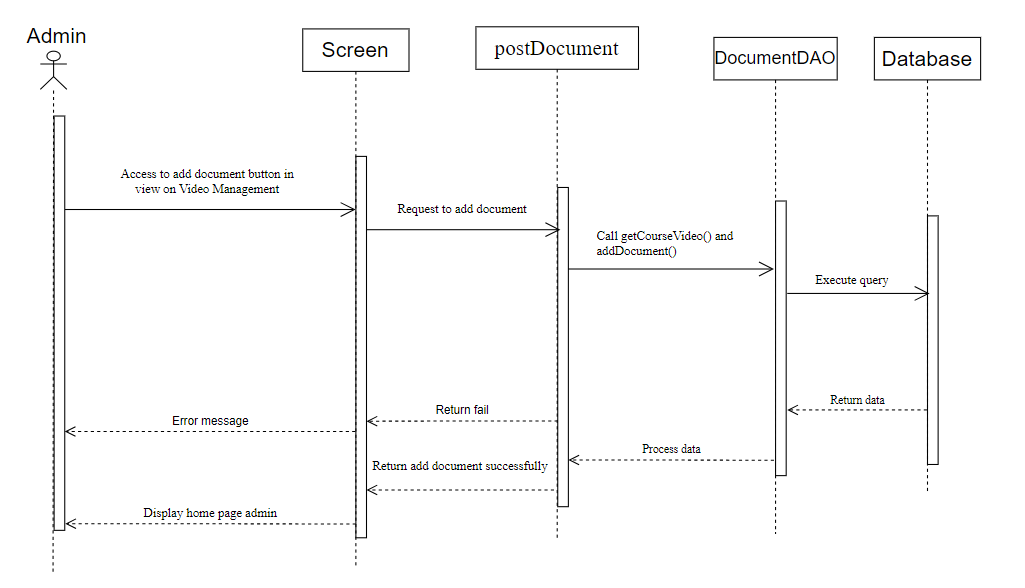 Admin
Screen
postDocument
DocumentDAO
Database
Access to add document button in
view on Video Management
Request to add document
Call getCourseVideo() and
addDocument()
Execute query
Return data
Return fail
Error message
Process data
Return add document successfully
Display home page admin